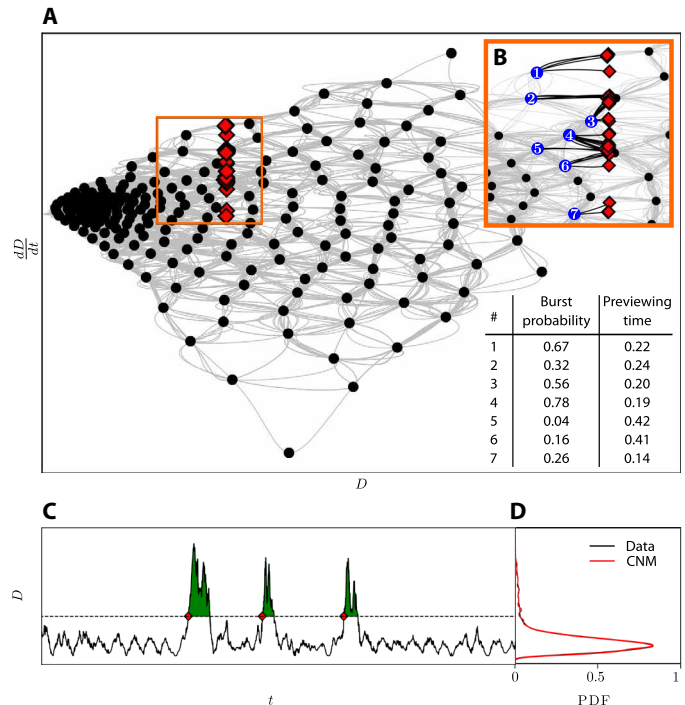 A
B
1
2
3
4
5
6
7
dD
dt
# Burst probability Previewing time
1 0.67 0.22
2 0.32 0.24
3 0.56 0.20
4 0.78 0.19
5 0.04 0.42
6 0.16 0.41
7 0.26 0.14
D
C
D
D
t
Data
CNM
0 0.5 1
PDF